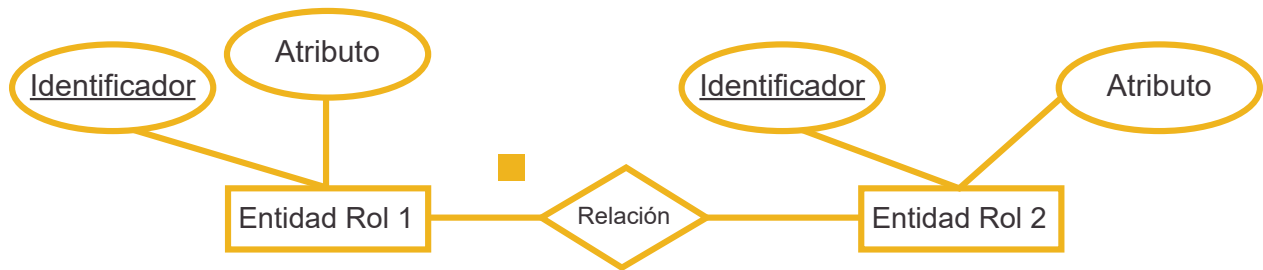 Identificador
Atributo
Identificador
Atributo
Entidad Rol 1
Relación
Entidad Rol 2